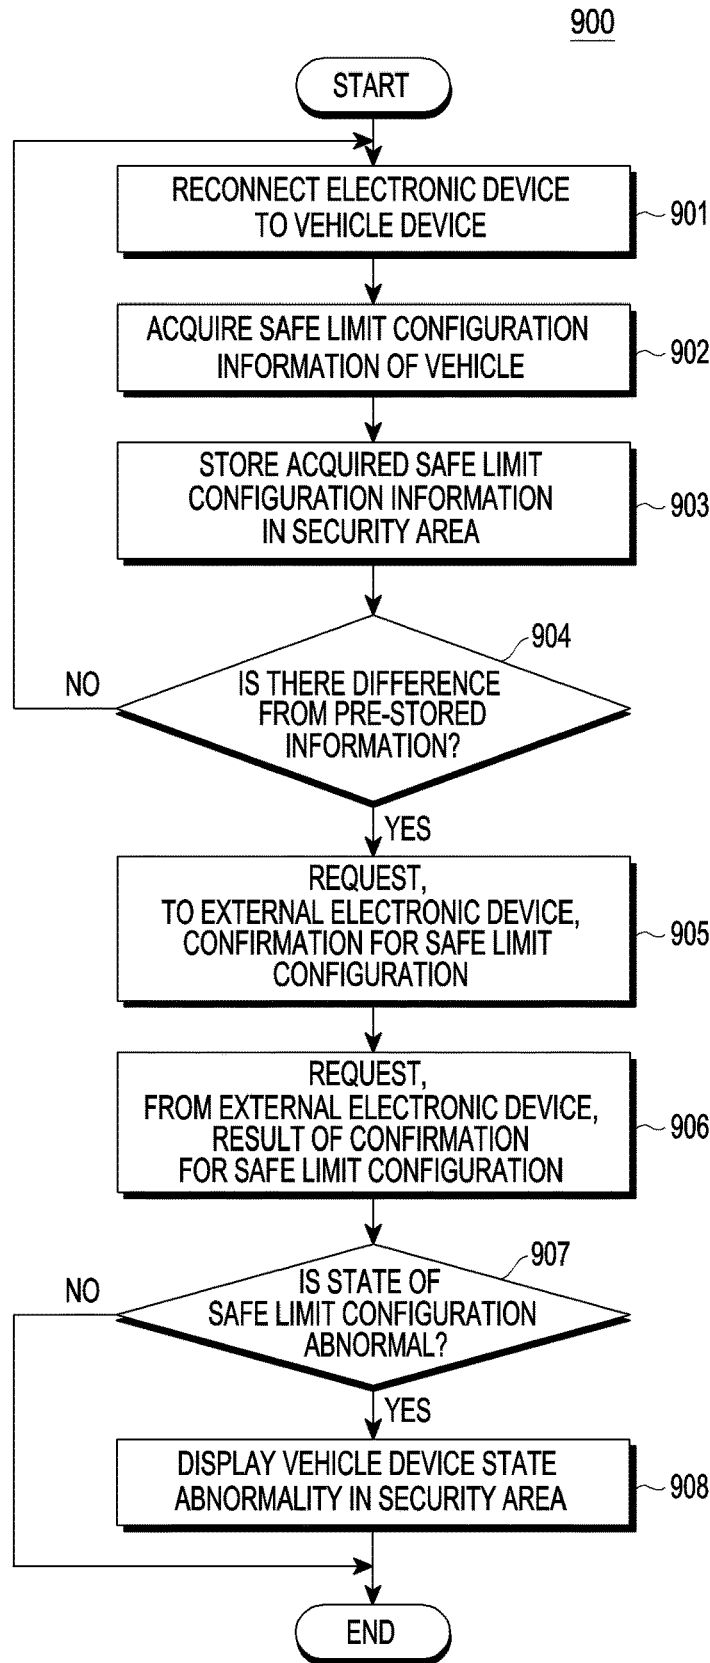 900
START
RECONNECT ELECTRONIC DEVICE
TO VEHICLE DEVICE
901
ACQUIRE SAFE LIMIT CONFIGURATION
INFORMATION OF VEHICLE
902
STORE ACQUIRED SAFE LIMIT
CONFIGURATION INFORMATION
IN SECURITY AREA
903
904
NO
IS THERE DIFFERENCE
FROM PRE-STORED
INFORMATION?
YES
REQUEST,
TO EXTERNAL ELECTRONIC DEVICE,
CONFIRMATION FOR SAFE LIMIT
CONFIGURATION
905
REQUEST,
FROM EXTERNAL ELECTRONIC DEVICE,
RESULT OF CONFIRMATION
FOR SAFE LIMIT CONFIGURATION
906
907
NO
IS STATE OF
SAFE LIMIT CONFIGURATION
ABNORMAL?
YES
DISPLAY VEHICLE DEVICE STATE
ABNORMALITY IN SECURITY AREA
908
END